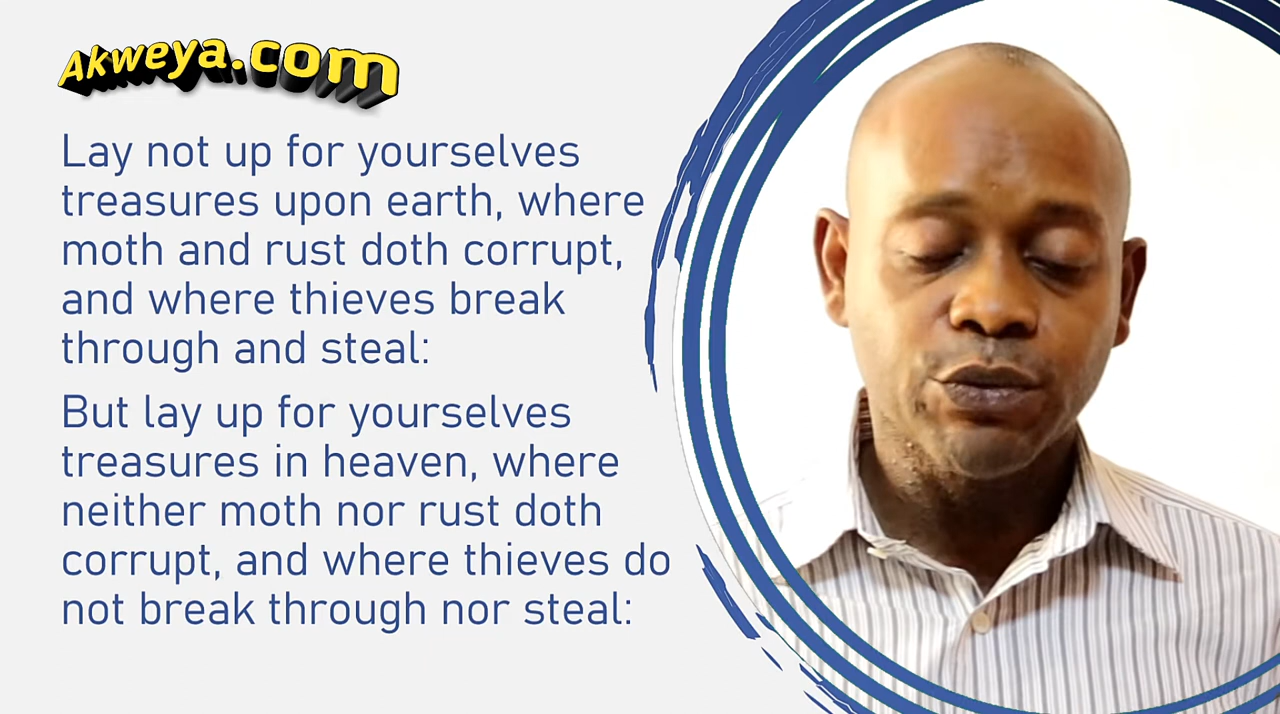 Akweya.com
Lay not up for yourselves
treasures upon earth, where
moth and rust doth corrupt,
and where thieves break
through and steal:
But lay up for yourselves
treasures in heaven, where
neither moth nor rust doth
corrupt, and where thieves do
not break through nor steal: